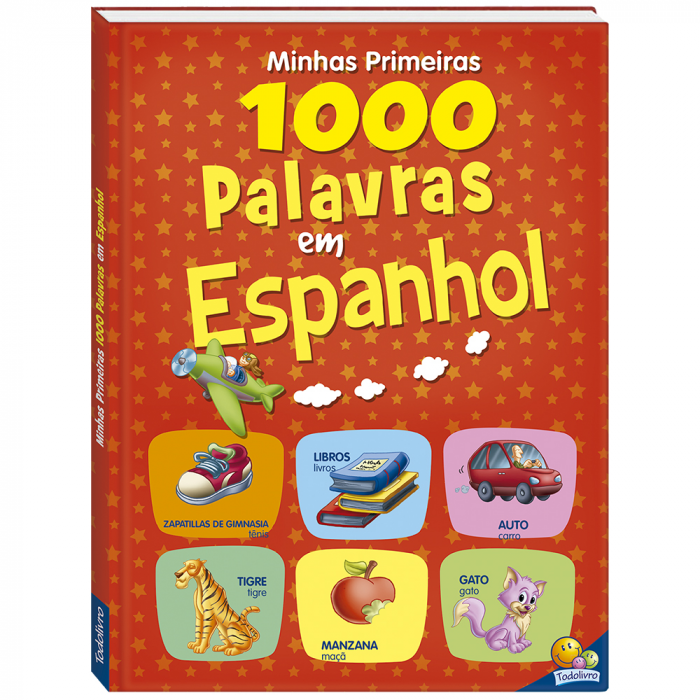 Minhas Primeiras
1000
Palavras
em
Espanhol
Minhas Primeiras 1000 Palavras em Espanhol
Todolivro
ZAPATILLAS DE GIMNASIA
tênis
LIBROS
livros
AUTO
carro
TIGRE
tigre
MANZANA
maçã
GATO
gato
Todolivro